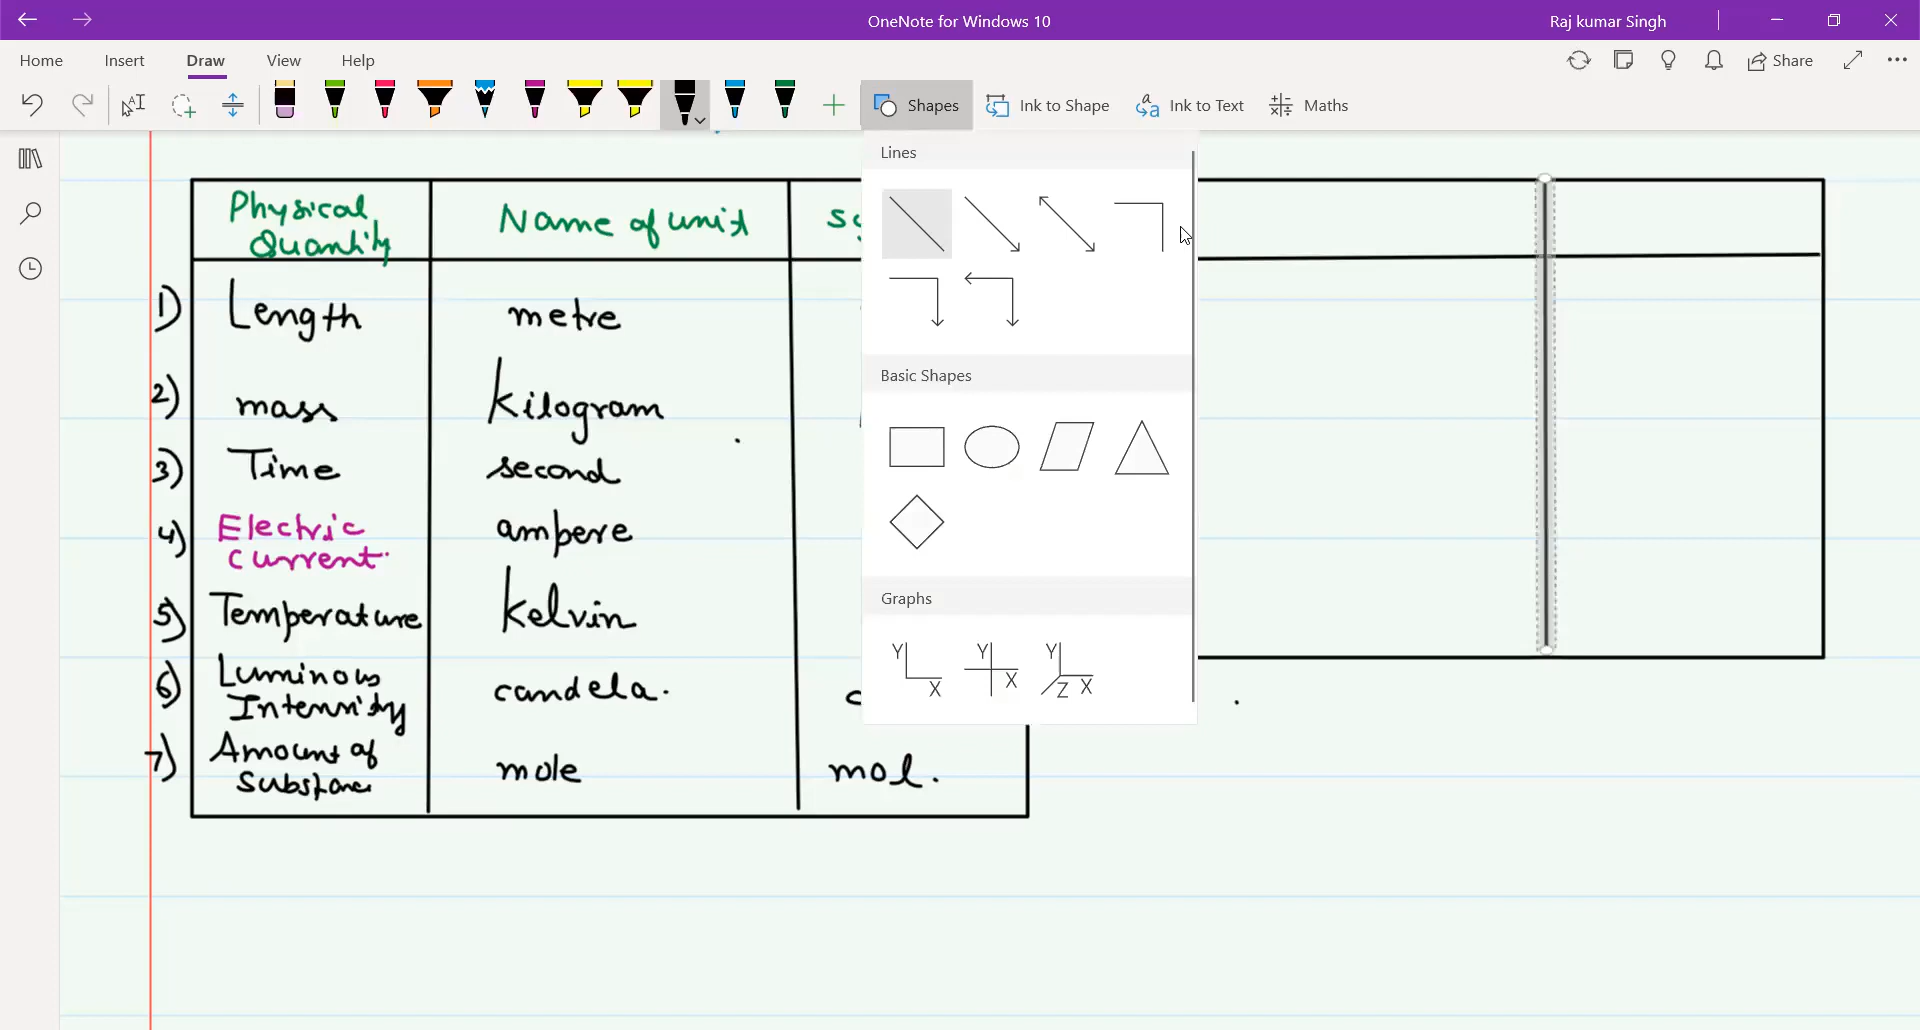 OneNote for Windows 10
Raj kumar Singh
Home Insert Draw View Help
Share
Shapes Ink to Shape Ink to Text Maths
Lines
Basic Shapes
Graphs
Y X
Y X
Y Z X
Physical Quantity
Name of unit
1) Length metre
2) mass kilogram
3) Time second
4) Electric current ampere
5) Temperature kelvin
6) Luminous Intensity candela.
7) Amount of Substance mole mol.